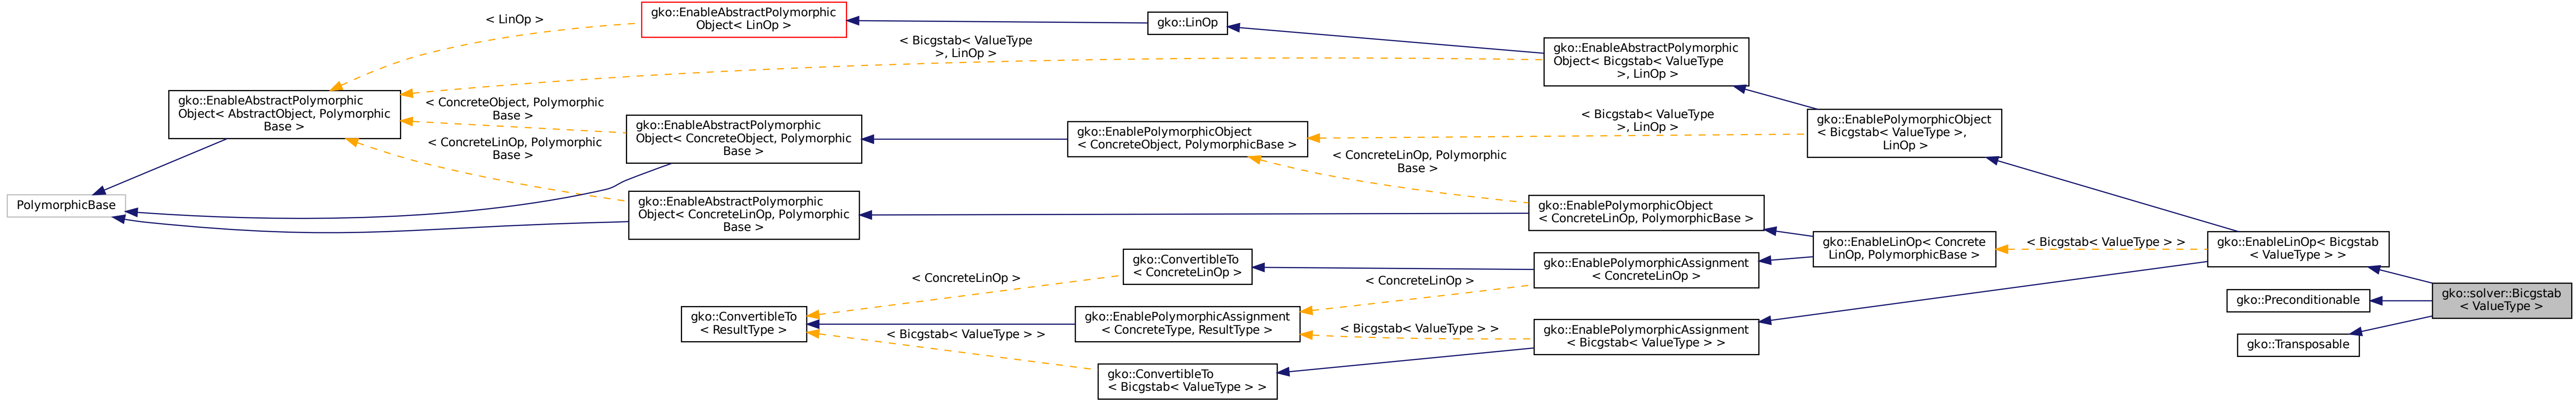 < LinOp >
gko::EnableAbstractPolymorphic
Object< LinOp >
gko::LinOp
< Bicgstab< ValueType
>, LinOp >
gko::EnableAbstractPolymorphic
Object< Bicgstab< ValueType
>, LinOp >
gko::EnableAbstractPolymorphic
Object< AbstractObject, Polymorphic
Base >
< ConcreteObject, Polymorphic
Base >
gko::EnableAbstractPolymorphic
Object< ConcreteObject, Polymorphic
Base >
gko::EnablePolymorphicObject
< ConcreteObject, PolymorphicBase >
< Bicgstab< ValueType
>, LinOp >
gko::EnablePolymorphicObject
< Bicgstab< ValueType >,
LinOp >
< ConcreteLinOp, Polymorphic
Base >
< ConcreteLinOp, Polymorphic
Base >
PolymorphicBase
gko::EnableAbstractPolymorphic
Object< ConcreteLinOp, Polymorphic
Base >
gko::EnablePolymorphicObject
< ConcreteLinOp, PolymorphicBase >
gko::EnableLinOp< Concrete
LinOp, PolymorphicBase >
< Bicgstab< ValueType > >
gko::EnableLinOp< Bicgstab
< ValueType > >
< ConcreteLinOp >
gko::ConvertibleTo
< ConcreteLinOp >
< ConcreteLinOp >
gko::EnablePolymorphicAssignment
< ConcreteLinOp >
gko::Preconditionable
gko::solver::Bicgstab
< ValueType >
gko::ConvertibleTo
< ResultType >
gko::EnablePolymorphicAssignment
< ConcreteType, ResultType >
< Bicgstab< ValueType > >
< Bicgstab< ValueType > >
gko::EnablePolymorphicAssignment
< Bicgstab< ValueType > >
gko::Transposable
gko::ConvertibleTo
< Bicgstab< ValueType > >